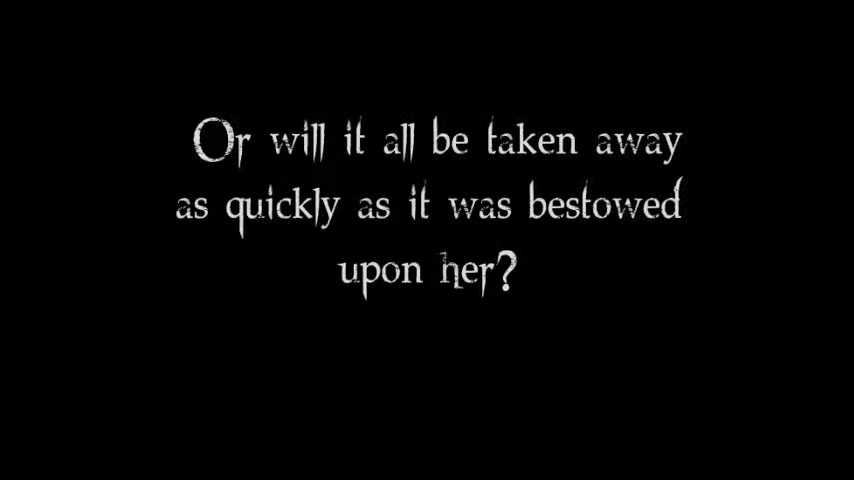 Or will it all be taken away
as quickly as it was bestowed
upon her?